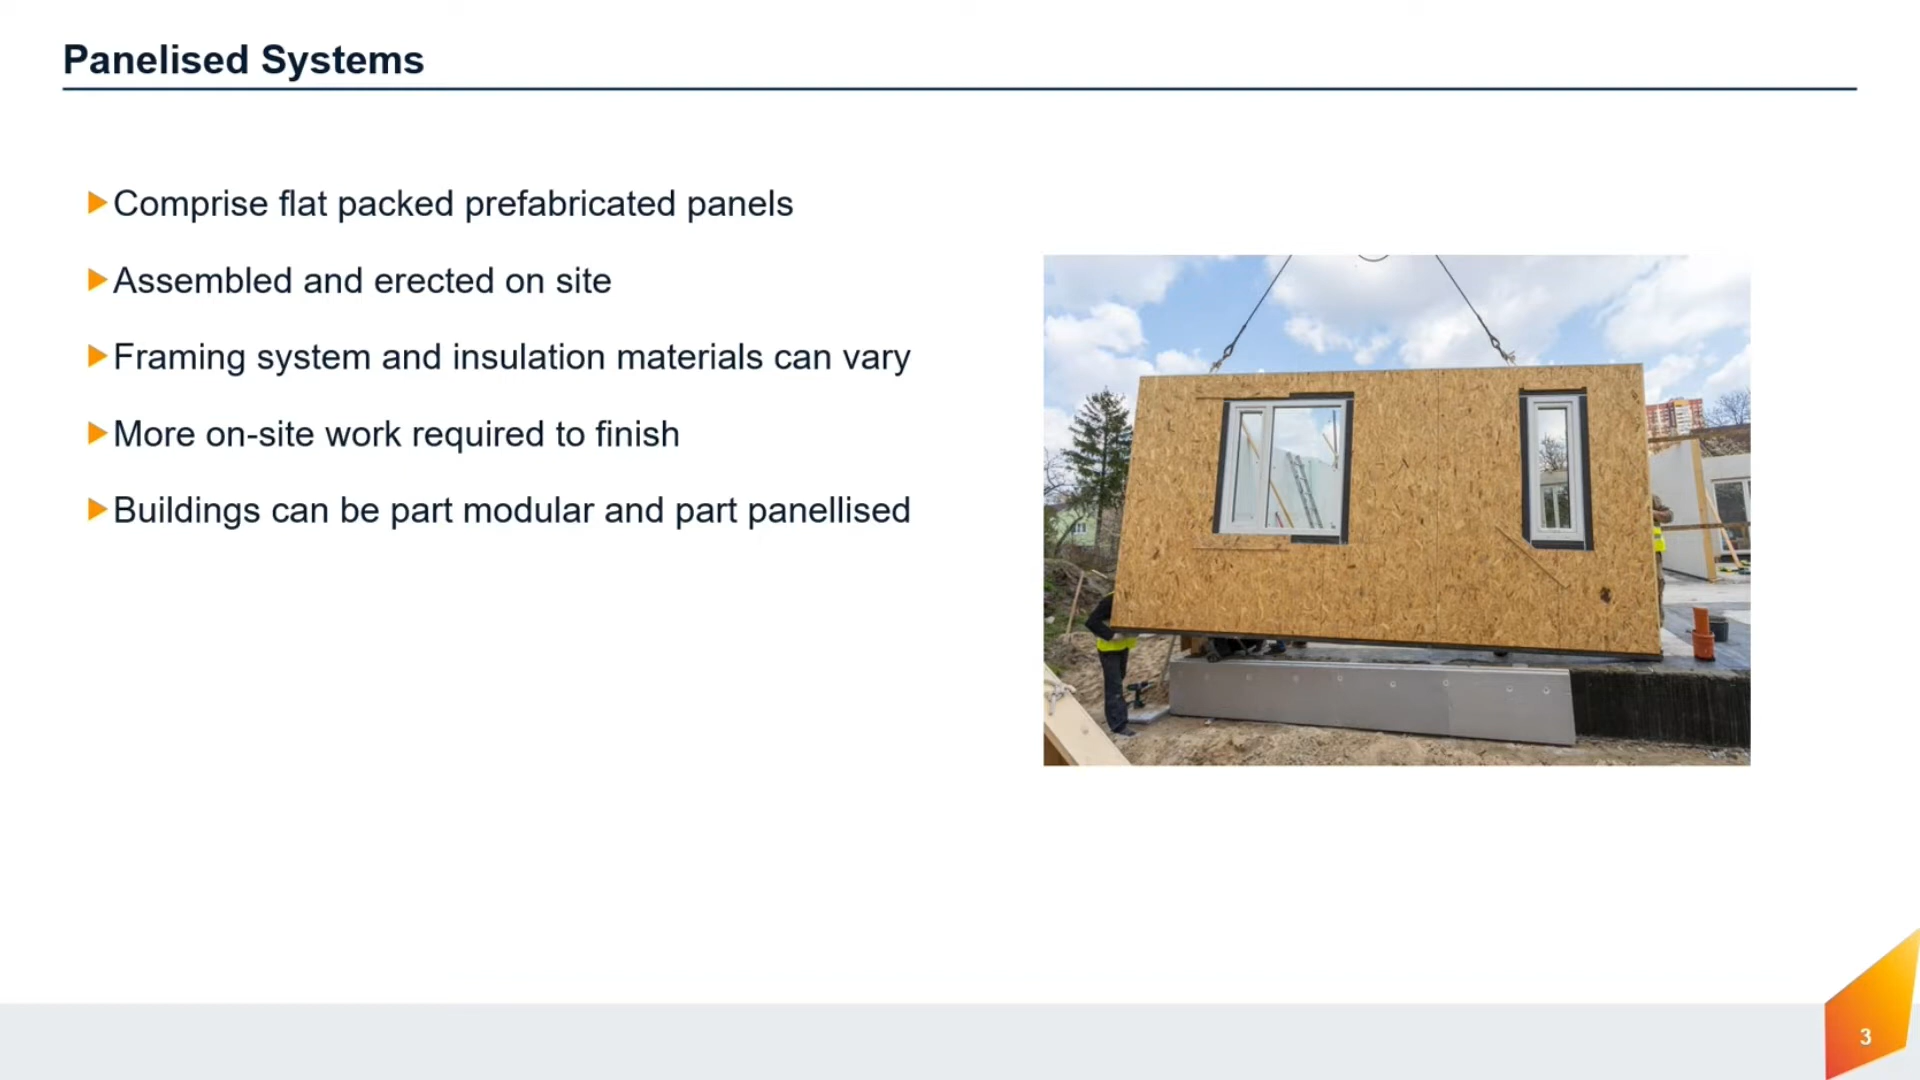 Panelised Systems
Comprise flat packed prefabricated panels
Assembled and erected on site
Framing system and insulation materials can vary
More on-site work required to finish
Buildings can be part modular and part panellised
3